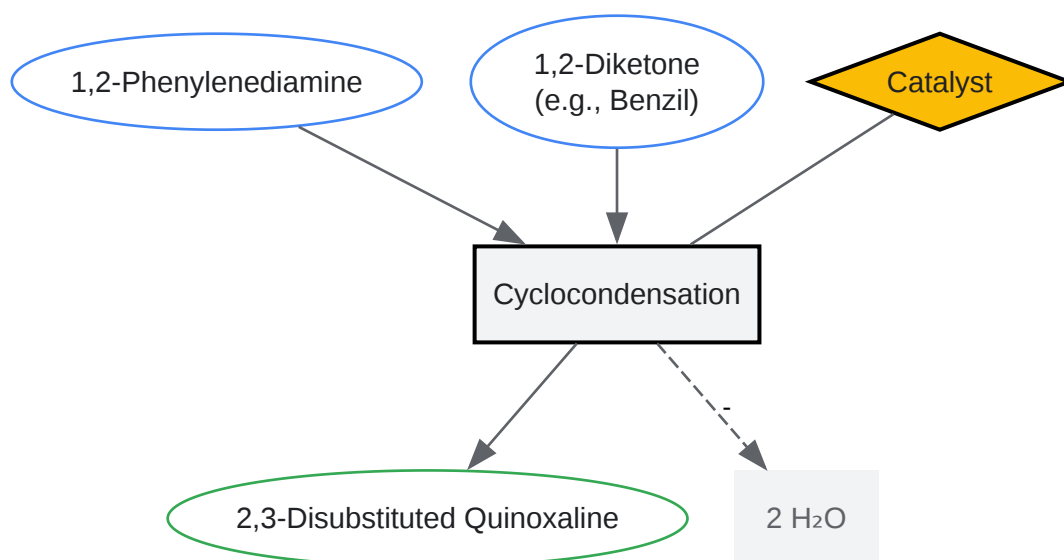 1,2-Phenylenediamine
1,2-Diketone
(e.g., Benzil)
Catalyst
Cyclocondensation
-
2,3-Disubstituted Quinoxaline
2 H₂O